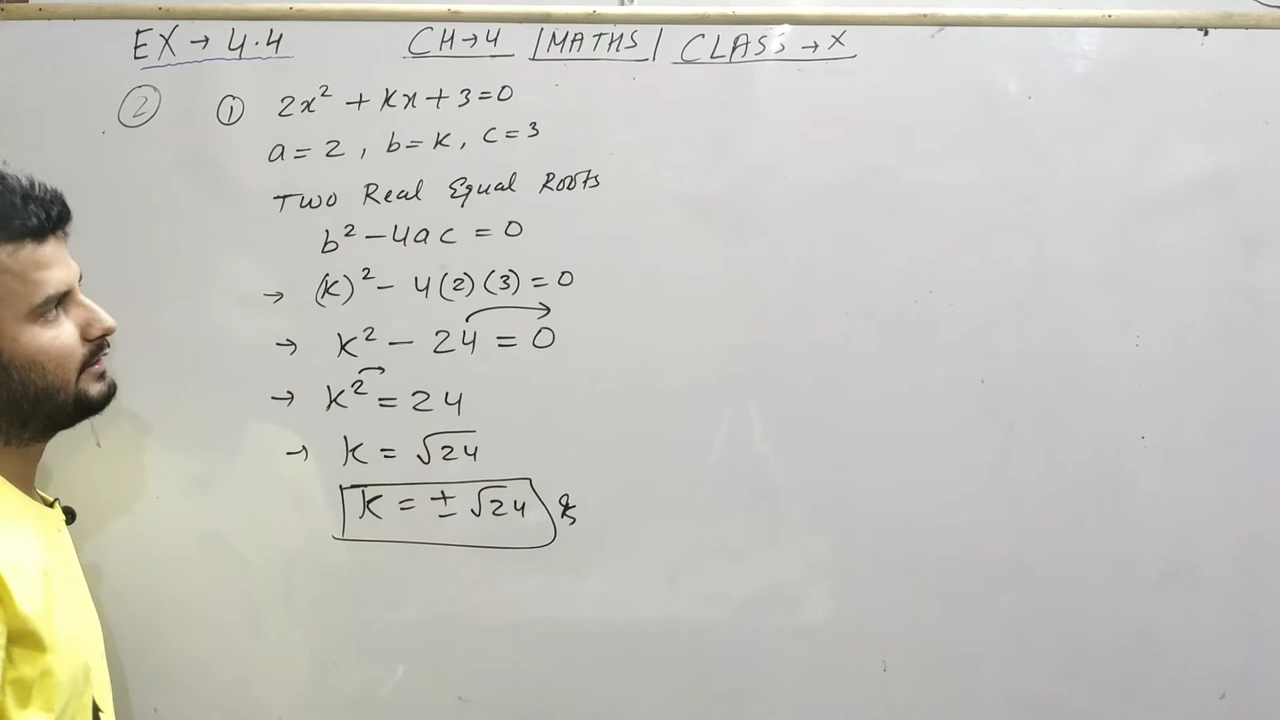 EX → 4.4 CH→4 |MATHS| CLASS → X
② ① 2x² + Kx + 3 = 0
a = 2 , b = K , c = 3
Two Real Equal Roots
b² - 4ac = 0
→ (K)² - 4(2)(3) = 0
→ K² - 24 = 0
→ K² = 24
→ K = √24
K = ± √24